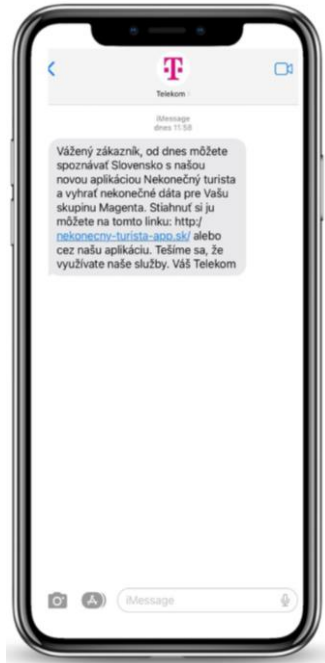 T
Telekom
iMessage
dnes 11:58
Vážený zákazník, od dnes môžete
spoznávať Slovensko s našou
novou aplikáciou Nekonečný turista
a vyhrať nekonečné dáta pre Vašu
skupinu Magenta. Stiahnuť si ju
môžete na tomto linku: http:/
nekonecny-turista-app.sk/ alebo
cez našu aplikáciu. Tešíme sa, že
využívate naše služby. Váš Telekom
iMessage